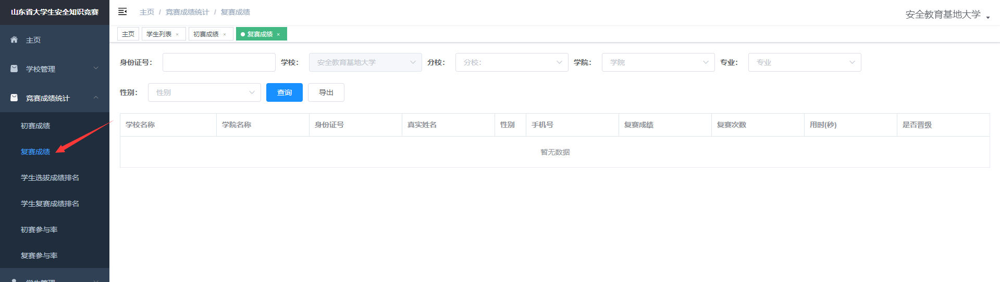 山东省大学生安全知识竞赛
主页 / 竞赛成绩统计 / 复赛成绩
安全教育基地大学
主页 学生列表 × 初赛成绩 × 复赛成绩 ×
主页
学校管理
竞赛成绩统计
初赛成绩
复赛成绩
学生选拔成绩排名
学生复赛成绩排名
初赛参与率
复赛参与率
学生管理
身份证号： 学校： 安全教育基地大学 分校： 分校： 学院： 学院 专业： 专业
性别： 性别 查询 导出
学校名称 学院名称 身份证号 真实姓名 性别 手机号 复赛成绩 复赛次数 用时(秒) 是否晋级
暂无数据